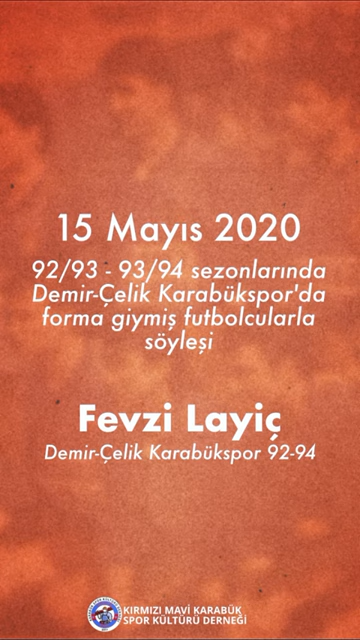 15 Mayıs 2020
92/93 - 93/94 sezonlarında
Demir-Çelik Karabükspor'da
forma giymiş futbolcularla
söyleşi
Fevzi Layiç
Demir-Çelik Karabükspor 92-94
KIRMIZI MAVİ KARABÜK
SPOR KÜLTÜRÜ DERNEĞİ